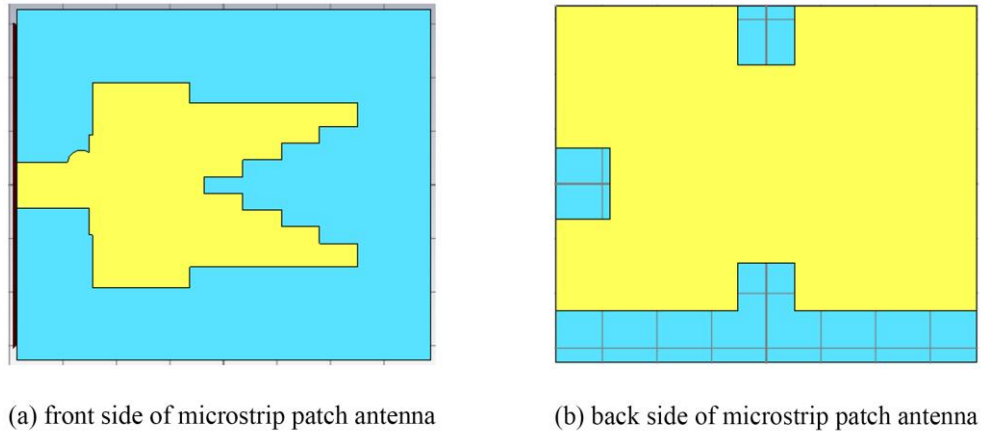 (a) front side of microstrip patch antenna
(b) back side of microstrip patch antenna